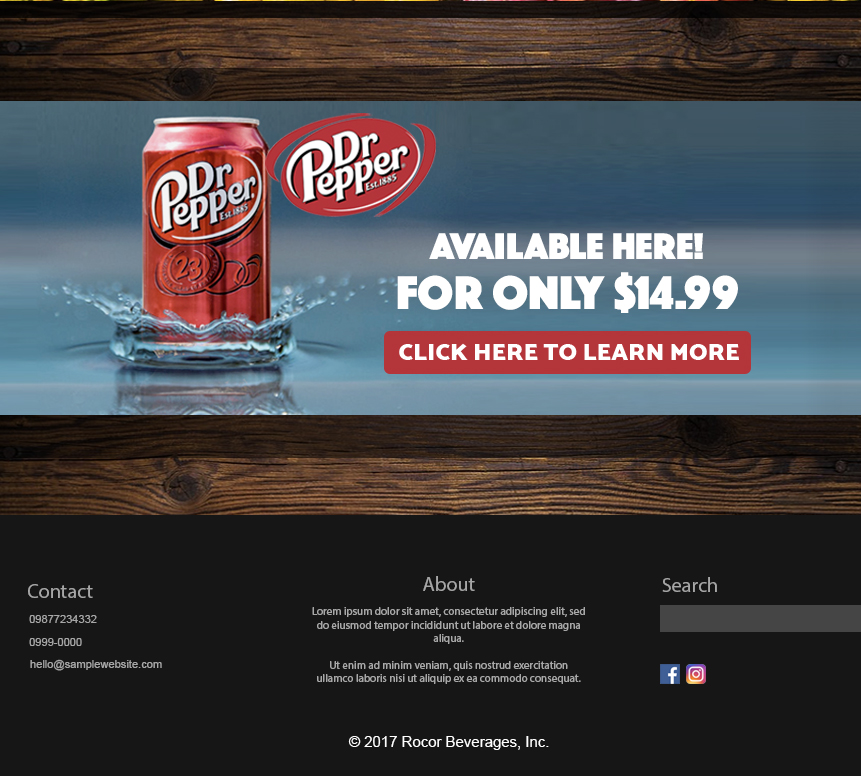 Dr
Pepper
Est. 1885
23
Dr
Pepper
Est. 1885
AVAILABLE HERE!
FOR ONLY $14.99
CLICK HERE TO LEARN MORE
Contact
09877234332
0999-0000
hello@samplewebsite.com
About
Lorem ipsum dolor sit amet, consectetur adipiscing elit, sed
do eiusmod tempor incididunt ut labore et dolore magna
aliqua.
Ut enim ad minim veniam, quis nostrud exercitation
ullamco laboris nisi ut aliquip ex ea commodo consequat.
Search
© 2017 Rocor Beverages, Inc.